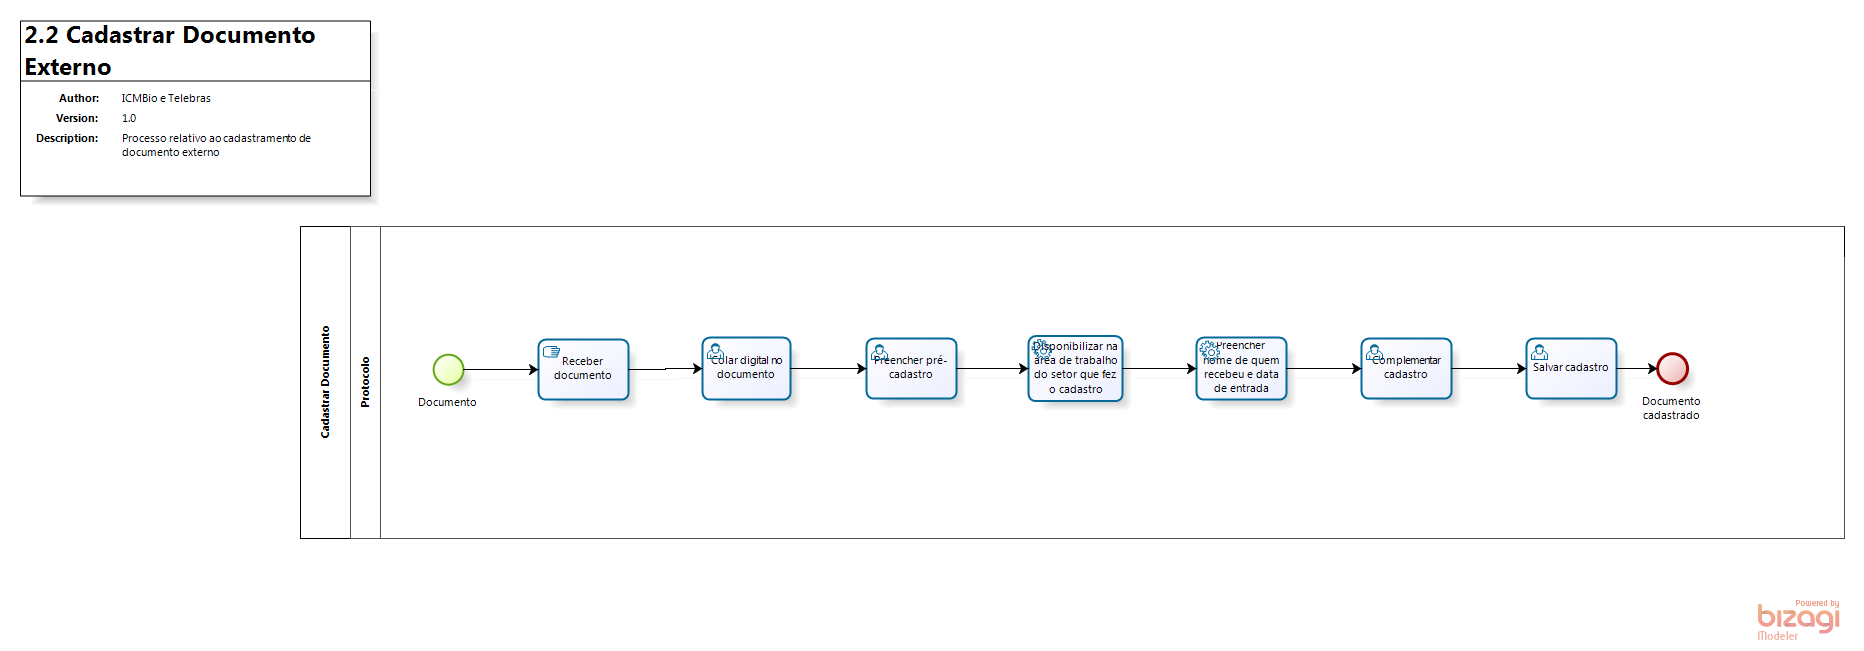 2.2 Cadastrar Documento
Externo
Author: ICMBio e Telebras
Version: 1.0
Description: Processo relativo ao cadastramento de
documento externo
Cadastrar Documento
Protocolo
Documento
Receber
documento
Colar digital no
documento
Preencher pré-
cadastro
Disponibilizar na
área de trabalho
do setor que fez
o cadastro
Preencher
nome de quem
recebeu e data
de entrada
Complementar
cadastro
Salvar cadastro
Documento
cadastrado
Powered by
bizagi
Modeler